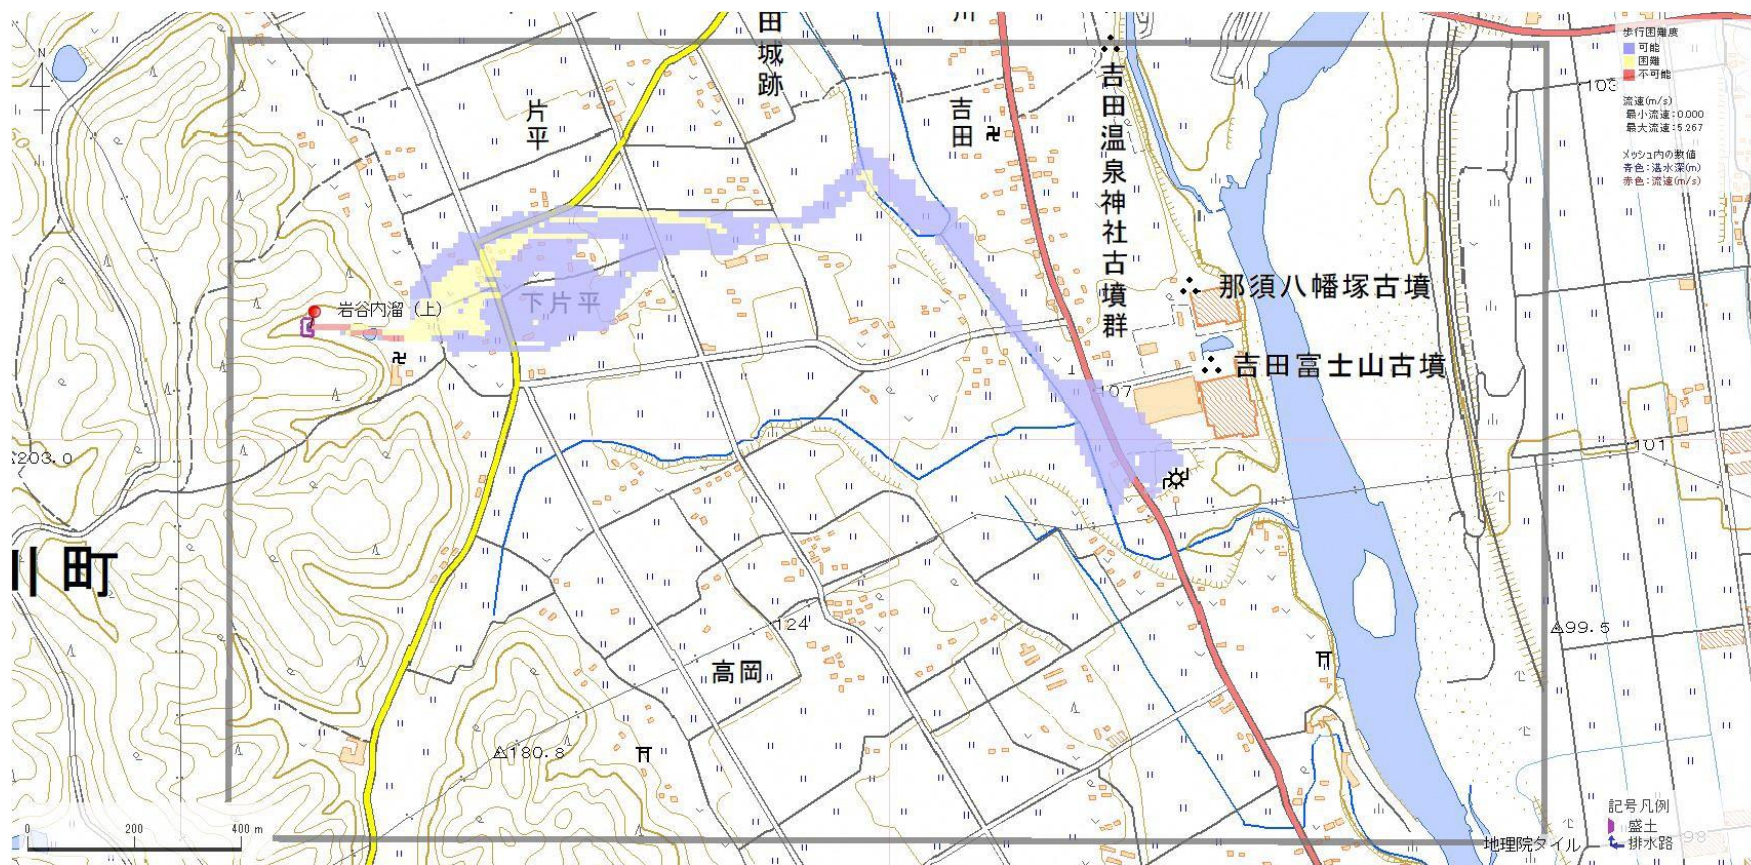 N
田城跡
川
片平
吉田
吉田温泉神社古墳群
那須八幡塚古墳
吉田富士山古墳
岩谷内溜（上）
下片平
川町
高岡
203.0
180.8
124
107
103
101
99.5
98
歩行困難度
可能
困難
不可能
流速(m/s)
最小流速:0.000
最大流速:5.267
メッシュ内の数値
青色:湛水深(m)
赤色:流速(m/s)
0 200 400 m
記号凡例
盛土
排水路
地理院タイル